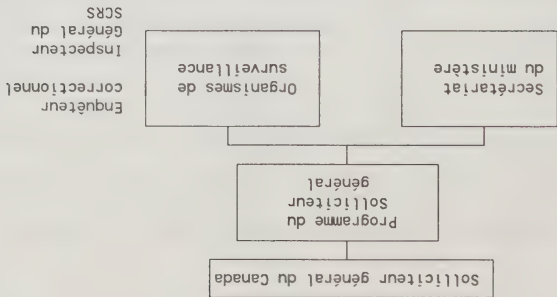 Solliciteur général du Canada
Programme du
Solliciteur
général
Secrétariat
du ministère
Organismes de
surveillance
Enquêteur
correctionnel
Inspecteur
Général du
SCRS